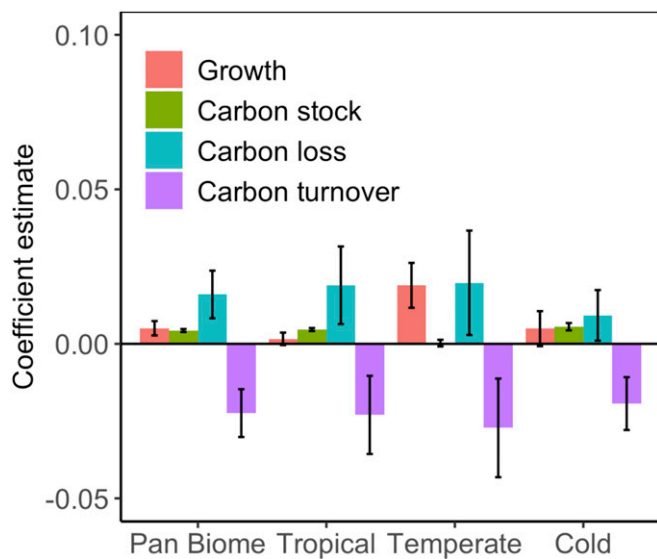 0.10
Growth
Carbon stock
Carbon loss
Carbon turnover
0.05
0.00
-0.05
Coefficient estimate
Pan Biome Tropical Temperate Cold